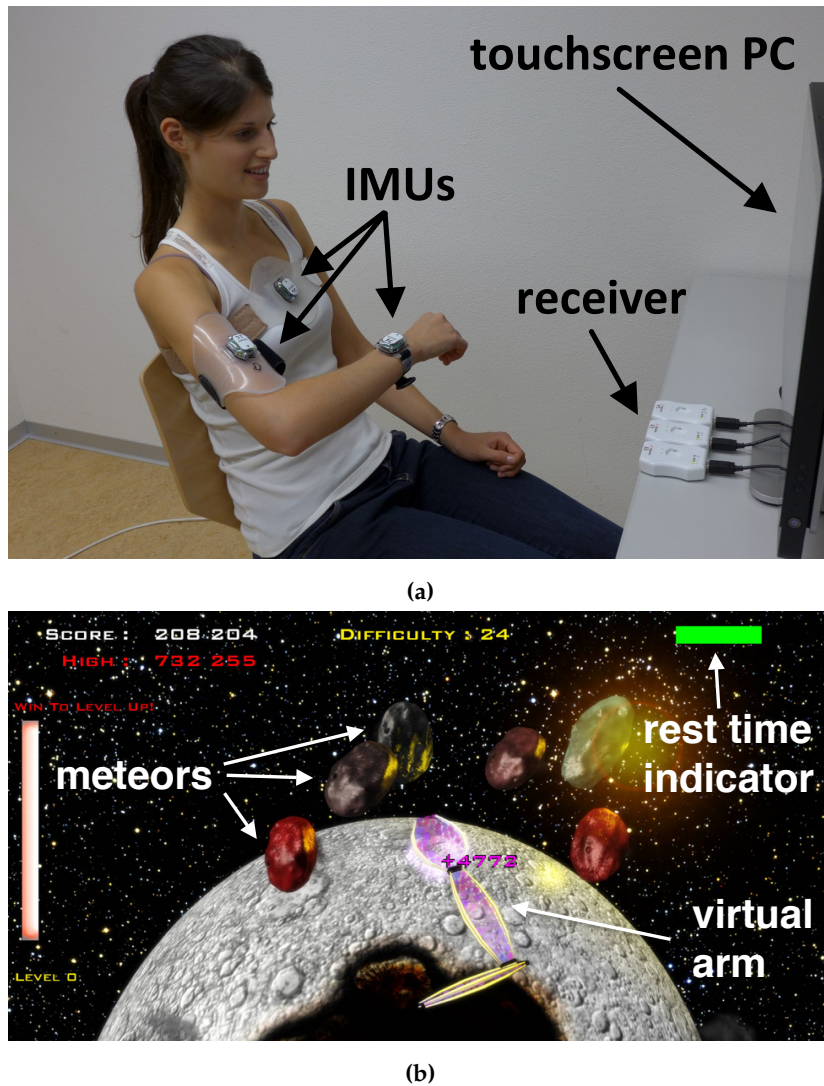 touchscreen PC
IMUs
receiver
(a)
SCORE : 208 204
DIFFICULTY : 24
HIGH : 732 255
WIN TO LEVEL UP!
rest time
indicator
meteors
+4773
virtual
arm
LEVEL 0
(b)